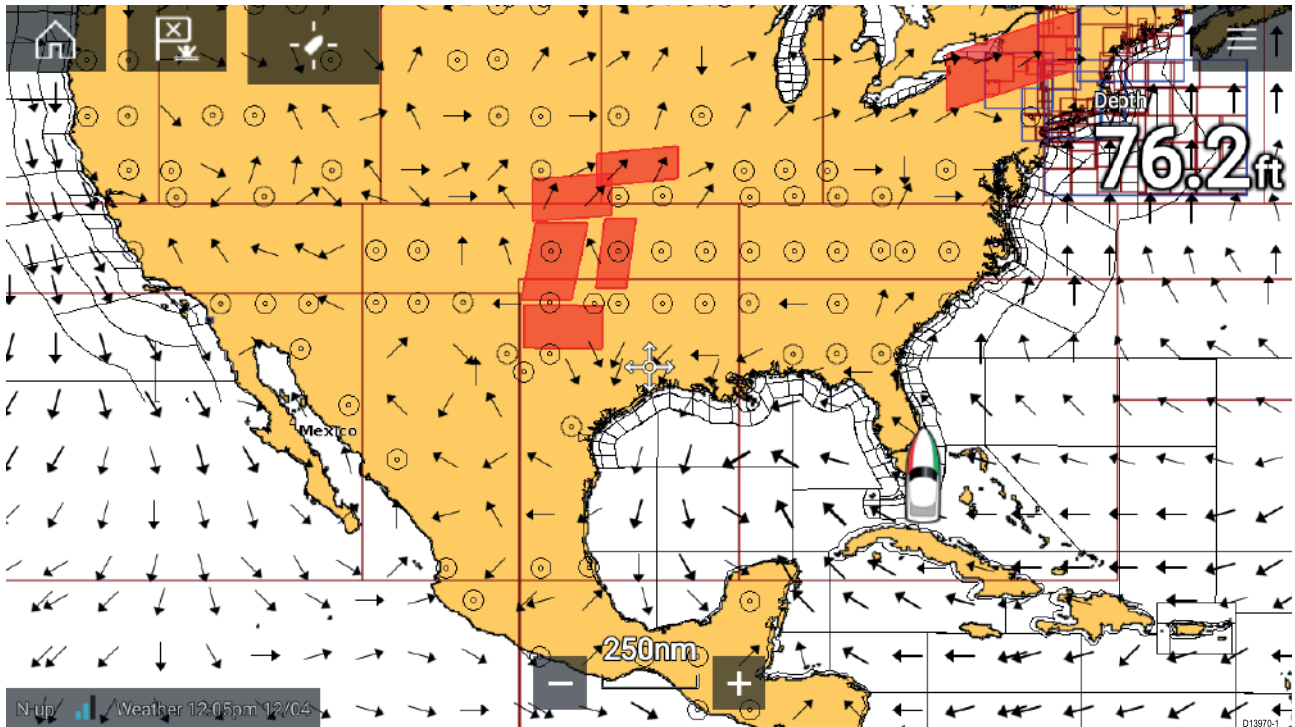 Depth
76.2ft
Mexico
250nm
N-up Weather 12:05pm 12/04
D13970-1